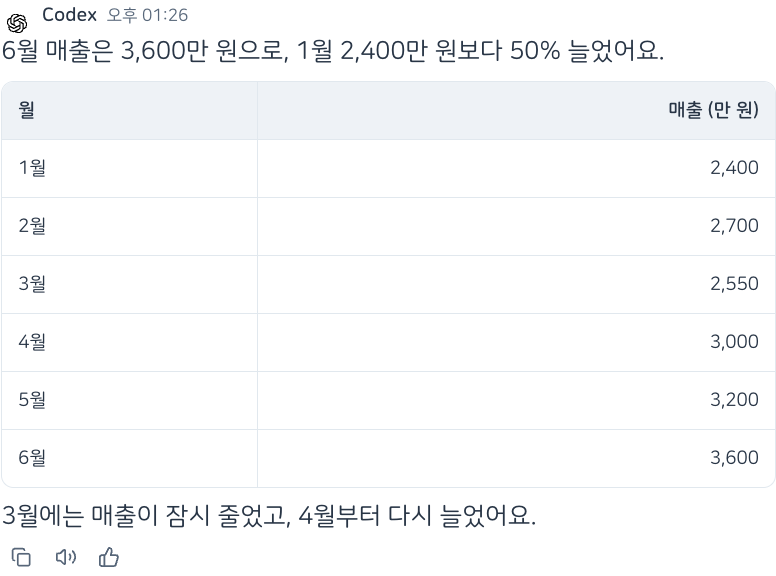 Codex 오후 01:26
6월 매출은 3,600만 원으로, 1월 2,400만 원보다 50% 늘었어요.
월 매출 (만 원)
1월 2,400
2월 2,700
3월 2,550
4월 3,000
5월 3,200
6월 3,600
3월에는 매출이 잠시 줄었고, 4월부터 다시 늘었어요.